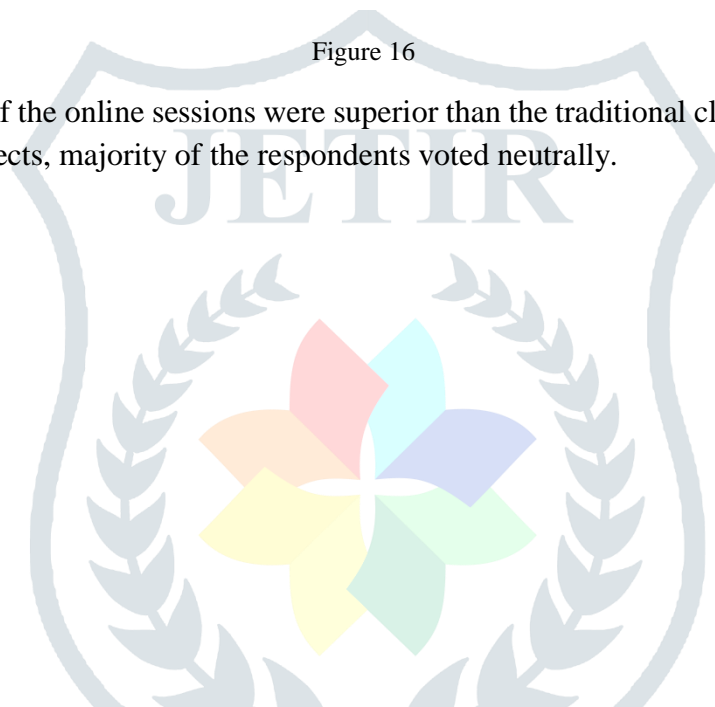 Figure 16
f the online sessions were superior than the traditional cl
ects, majority of the respondents voted neutrally.
JETIR